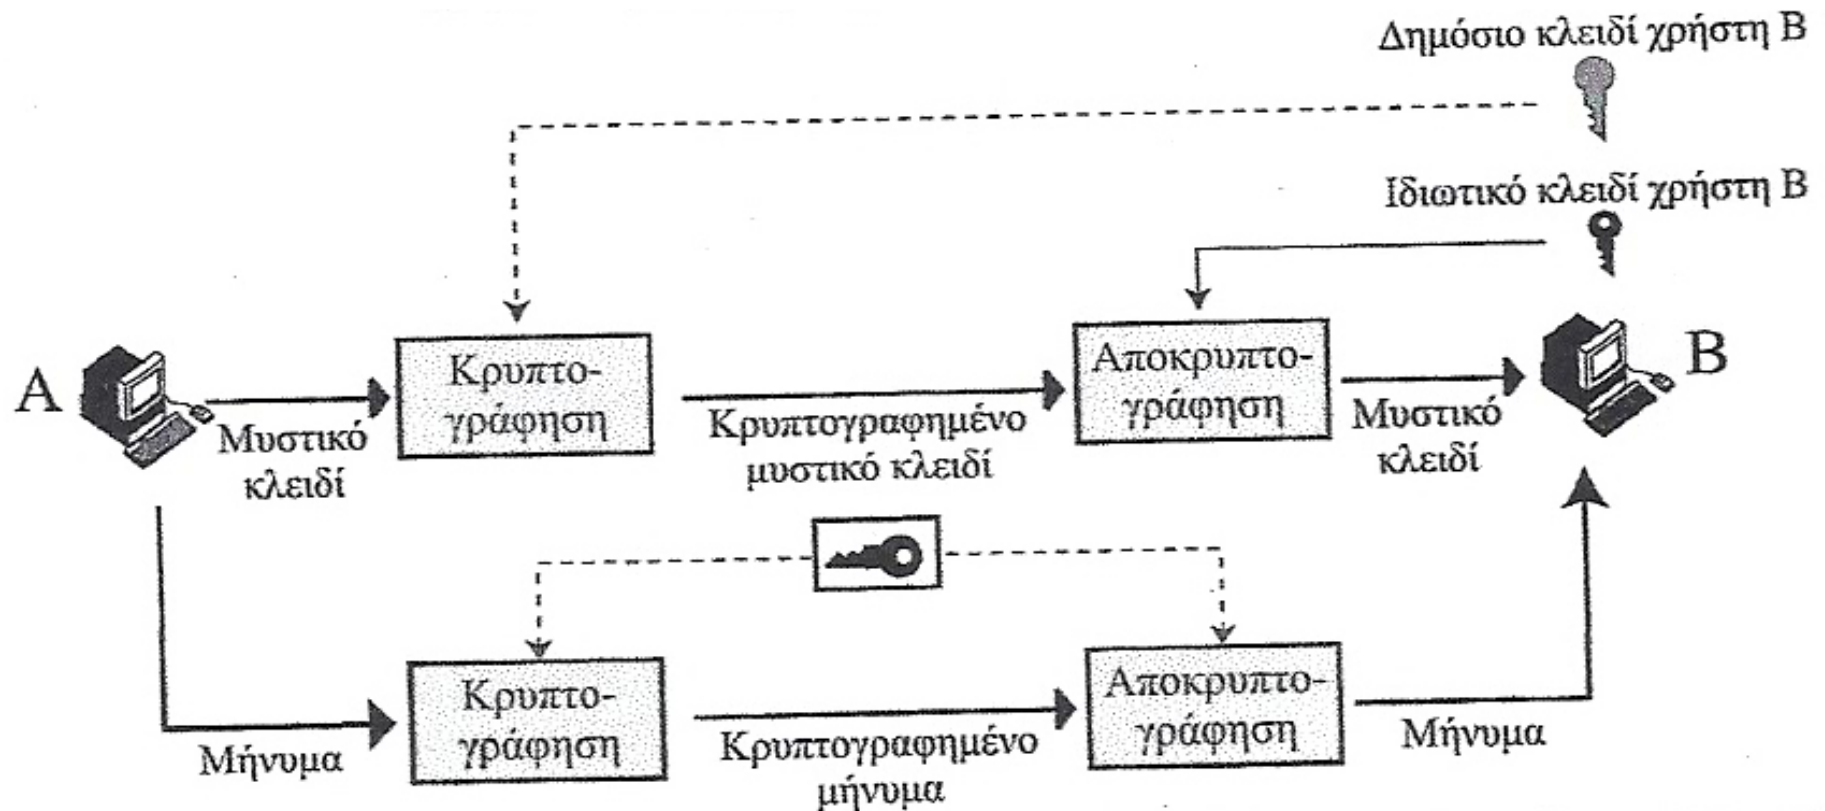 Δημόσιο κλειδί χρήστη Β
Ιδιωτικό κλειδί χρήστη Β
Α
Κρυπτο-
γράφηση
Αποκρυπτο-
γράφηση
Β
Μυστικό
κλειδί
Κρυπτογραφημένο
μυστικό κλειδί
Μυστικό
κλειδί
Κρυπτο-
γράφηση
Αποκρυπτο-
γράφηση
Μήνυμα
Κρυπτογραφημένο
μήνυμα
Μήνυμα